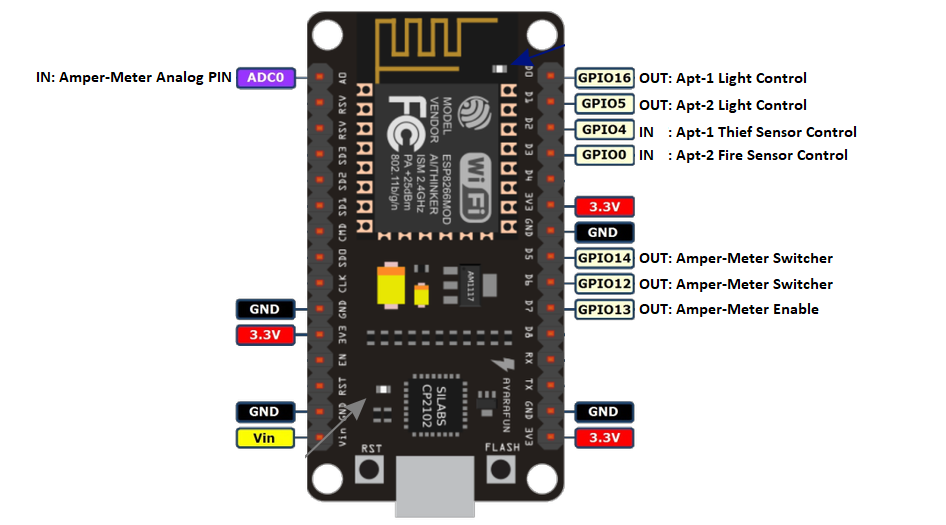 IN: Amper-Meter Analog PIN
ADC0
GND
3.3V
GND
Vin
A0
RSV
RSV
SD3
SD2
SD1
CMD
SD0
CLK
GND
3V3
EN
RST
GND
Vin
MODEL
VENDOR
ESP8266MOD
AI/THINKER
ISM 2.4GHz
PA +25dBm
802.11b/g/n
FC
Wi Fi
AM1117
SILABS
CP2102
AYARAFUN
RST
FLASH
D0
D1
D2
D3
D4
3V3
GND
D5
D6
D7
D8
RX
TX
GND
3V3
GPIO16 OUT: Apt-1 Light Control
GPIO5 OUT: Apt-2 Light Control
GPIO4 IN : Apt-1 Thief Sensor Control
GPIO0 IN : Apt-2 Fire Sensor Control
3.3V
GND
GPIO14 OUT: Amper-Meter Switcher
GPIO12 OUT: Amper-Meter Switcher
GPIO13 OUT: Amper-Meter Enable
GND
3.3V